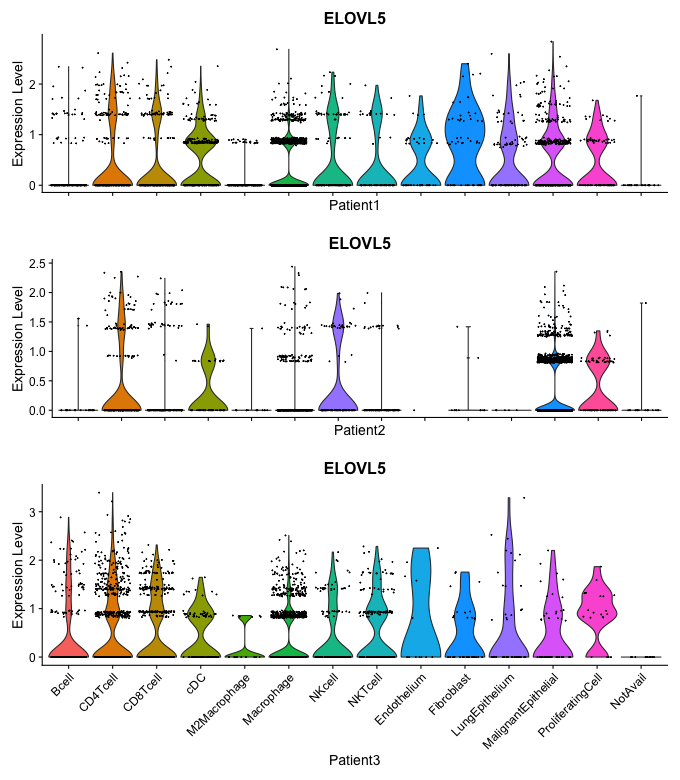 ELOVL5
Expression Level
2
1
0
Patient1
ELOVL5
Expression Level
2.5
2.0
1.5
1.0
0.5
0.0
Patient2
ELOVL5
Expression Level
3
2
1
0
Bcell
CD4Tcell
CD8Tcell
cDC
M2Macrophage
Macrophage
NKcell
NKTcell
Endothelium
Fibroblast
LungEpithelium
MalignantEpithelial
ProliferatingCell
NotAvail
Patient3